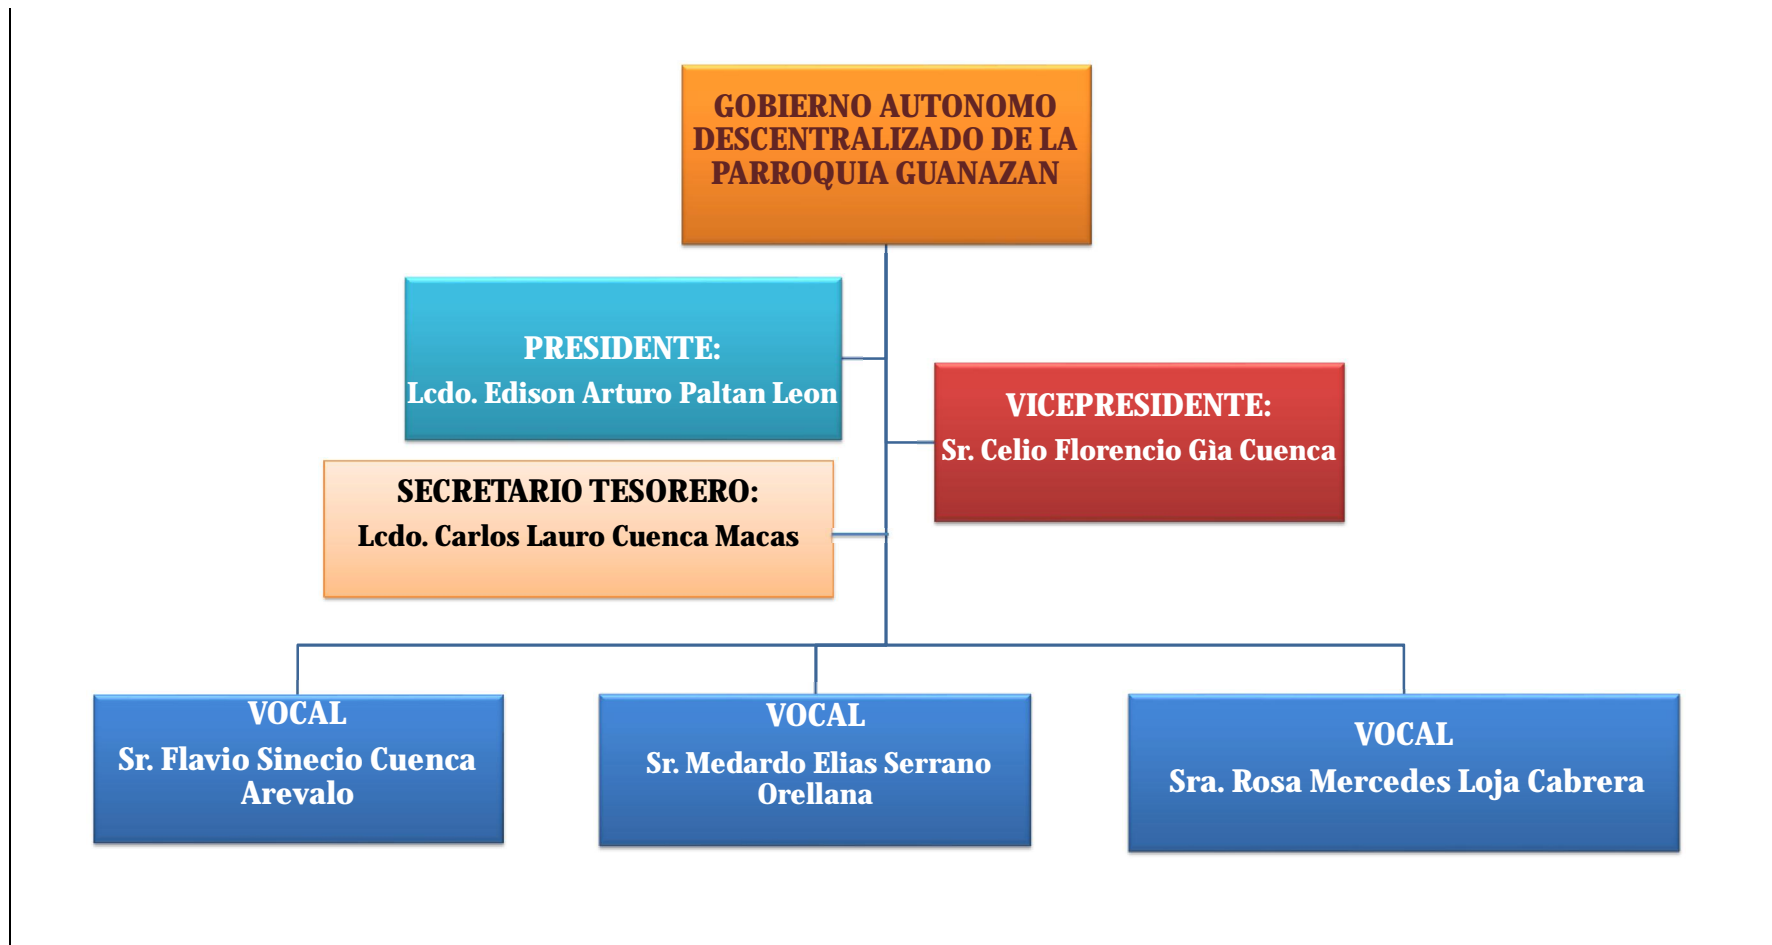 GOBIERNO AUTONOMO
DESCENTRALIZADO DE LA
PARROQUIA GUANAZAN
PRESIDENTE:
Lcdo. Edison Arturo Paltan Leon
VICEPRESIDENTE:
Sr. Celio Florencio Gìa Cuenca
SECRETARIO TESORERO:
Lcdo. Carlos Lauro Cuenca Macas
VOCAL
Sr. Flavio Sinecio Cuenca
Arevalo
VOCAL
Sr. Medardo Elias Serrano
Orellana
VOCAL
Sra. Rosa Mercedes Loja Cabrera